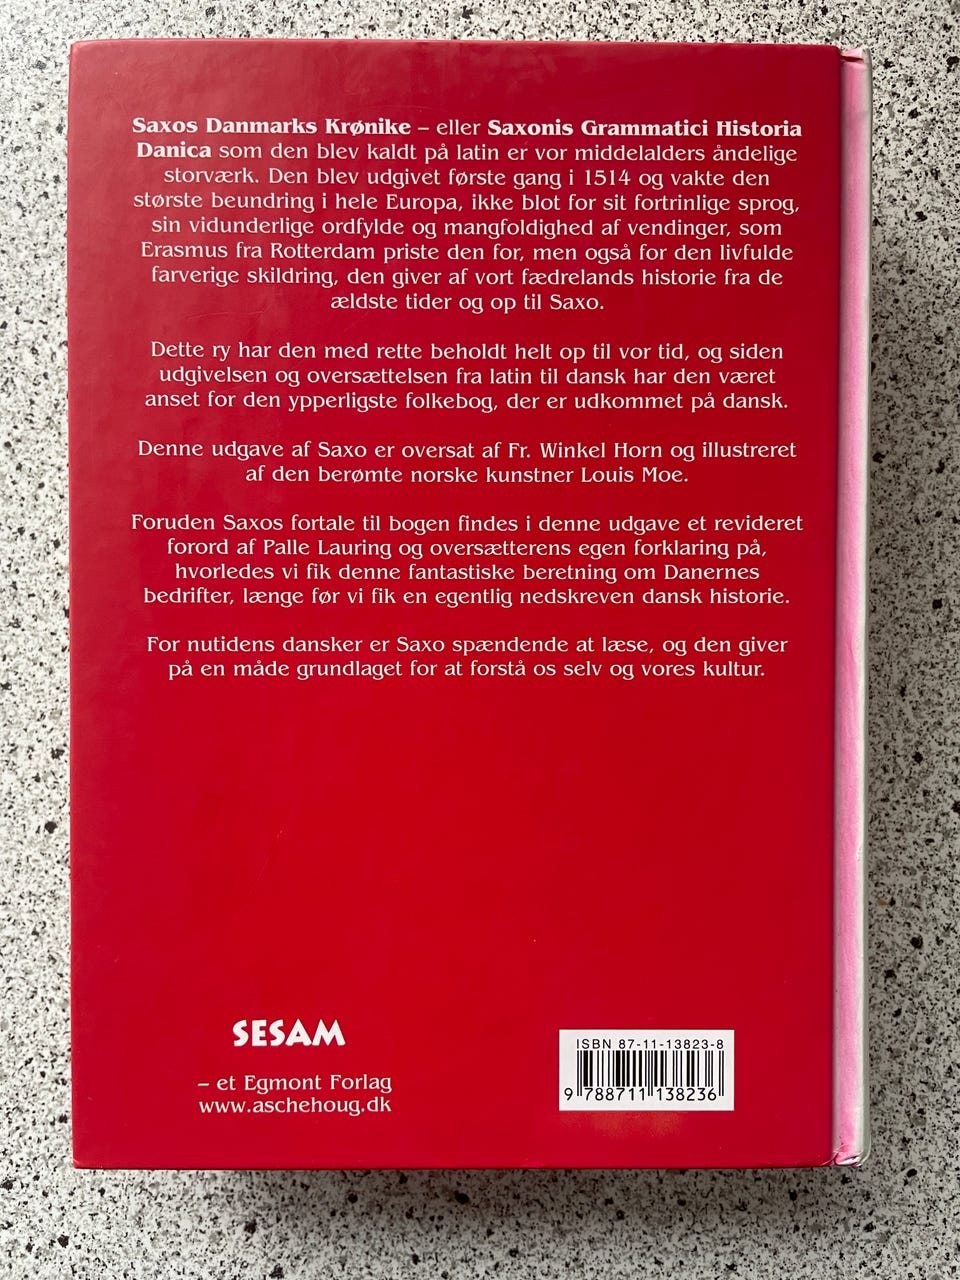 Saxos Danmarks Krønike – eller Saxonis Grammatici Historia
Danica som den blev kaldt på latin er vor middelalders åndelige
storværk. Den blev udgivet første gang i 1514 og vakte den
største beundring i hele Europa, ikke blot for sit fortrinlige sprog,
sin vidunderlige ordfylde og mangfoldighed af vendinger, som
Erasmus fra Rotterdam priste den for, men også for den livfulde
farverige skildring, den giver af vort fædrelands historie fra de
ældste tider og op til Saxo.
Dette ry har den med rette beholdt helt op til vor tid, og siden
udgivelsen og oversættelsen fra latin til dansk har den været
anset for den ypperligste folkebog, der er udkommet på dansk.
Denne udgave af Saxo er oversat af Fr. Winkel Horn og illustreret
af den berømte norske kunstner Louis Moe.
Foruden Saxos fortale til bogen findes i denne udgave et revideret
forord af Palle Lauring og oversætterens egen forklaring på,
hvorledes vi fik denne fantastiske beretning om Danernes
bedrifter, længe før vi fik en egentlig nedskreven dansk historie.
For nutidens dansker er Saxo spændende at læse, og den giver
på en måde grundlaget for at forstå os selv og vores kultur.
SESAM
– et Egmont Forlag
www.aschehoug.dk
ISBN 87-11-13823-8
9 788711 138236